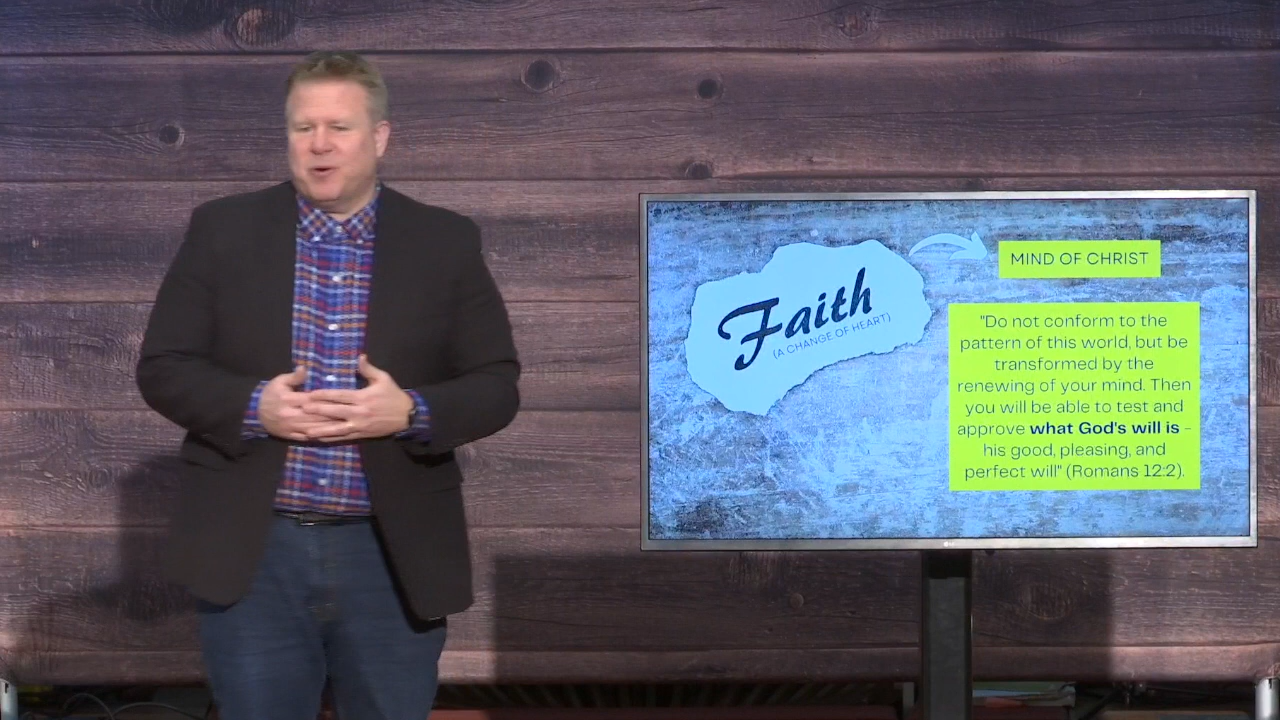 Faith
(A CHANGE OF HEART)
MIND OF CHRIST
"Do not conform to the
pattern of this world, but be
transformed by the
renewing of your mind. Then
you will be able to test and
approve what God's will is -
his good, pleasing, and
perfect will" (Romans 12:2).